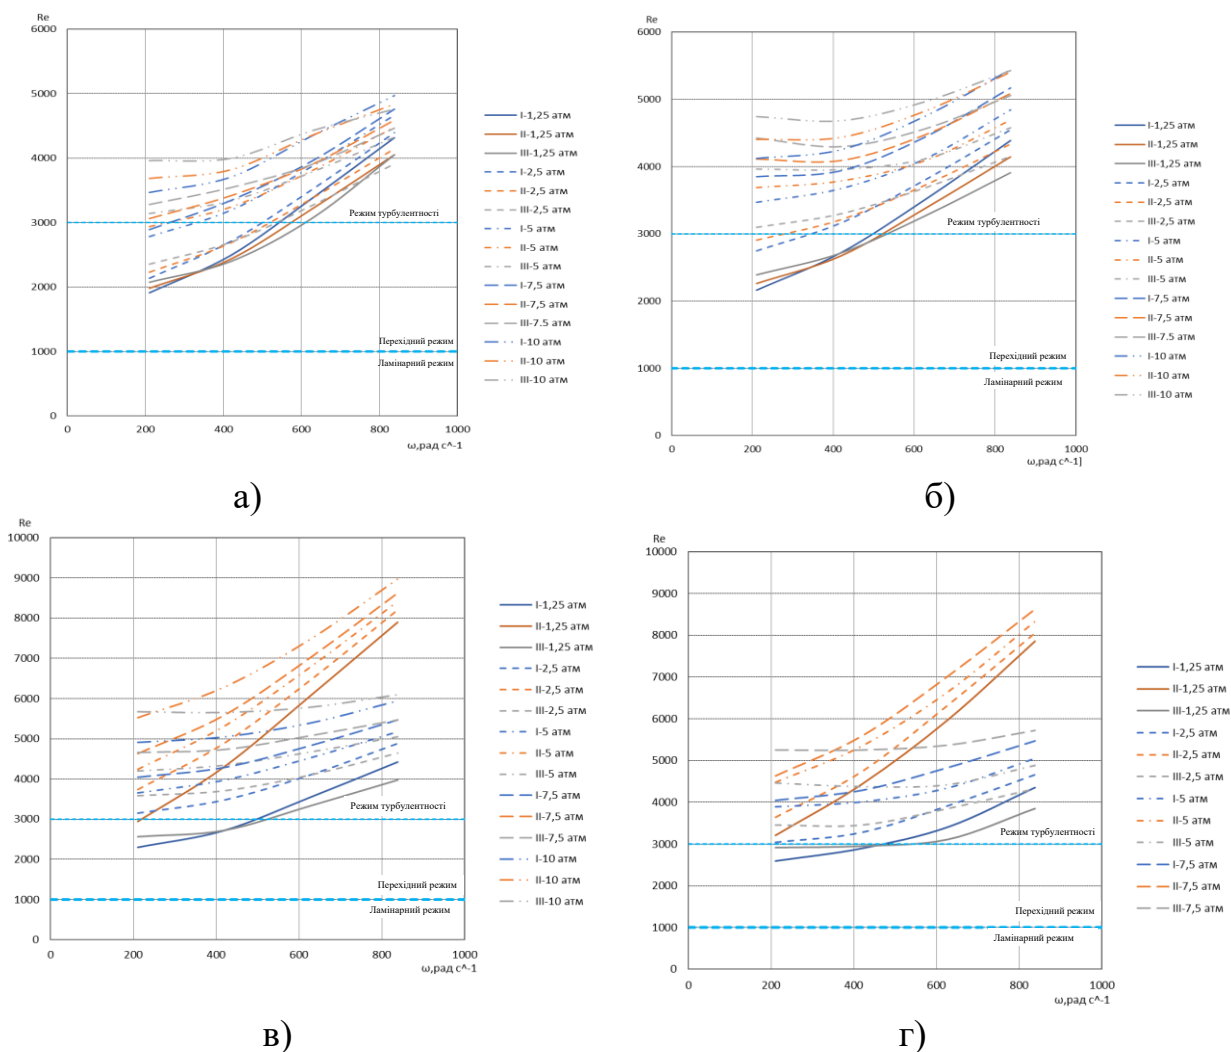 Re
6000
5000
4000
3000
2000
1000
0
0
200
400
600
800
1000
ω,рад с^-1
Режим турбулентності
Перехідний режим
Ламінарний режим
I-1,25 атм
II-1,25 атм
III-1,25 атм
I-2,5 атм
II-2,5 атм
III-2,5 атм
I-5 атм
II-5 атм
III-5 атм
I-7,5 атм
II-7,5 атм
III-7.5 атм
I-10 атм
II-10 атм
III-10 атм
а)
Re
6000
5000
4000
3000
2000
1000
0
0
200
400
600
800
1000
ω,рад с^-1]
Режим турбулентності
Перехідний режим
Ламінарний режим
I-1,25 атм
II-1,25 атм
III-1,25 атм
I-2,5 атм
II-2,5 атм
III-2,5 атм
I-5 атм
II-5 атм
III-5 атм
I-7,5 атм
II-7,5 атм
III-7.5 атм
I-10 атм
II-10 атм
III-10 атм
б)
Re
10000
9000
8000
7000
6000
5000
4000
3000
2000
1000
0
0
200
400
600
800
1000
ω,рад с^-1
Режим турбулентності
Перехідний режим
Ламінарний режим
I-1,25 атм
II-1,25 атм
III-1,25 атм
I-2,5 атм
II-2,5 атм
III-2,5 атм
I-5 атм
II-5 атм
III-5 атм
I-7,5 атм
II-7,5 атм
III-7,5 атм
I-10 атм
II-10 атм
III-10 атм
в)
Re
10000
9000
8000
7000
6000
5000
4000
3000
2000
1000
0
0
200
400
600
800
1000
ω,рад с^-1
Режим турбулентності
Перехідний режим
Ламінарний режим
I-1,25 атм
II-1,25 атм
III-1,25 атм
I-2,5 атм
II-2,5 атм
III-2,5 атм
I-5 атм
II-5 атм
III-5 атм
I-7,5 атм
II-7,5 атм
III-7,5 атм
г)